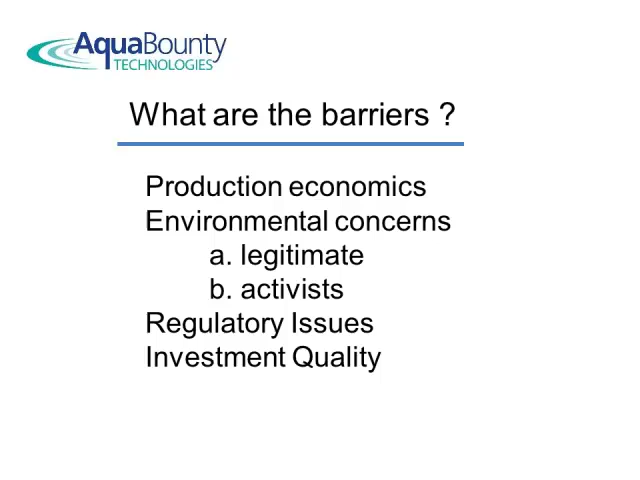 AquaBounty
TECHNOLOGIES
What are the barriers ?
Production economics
Environmental concerns
a. legitimate
b. activists
Regulatory Issues
Investment Quality